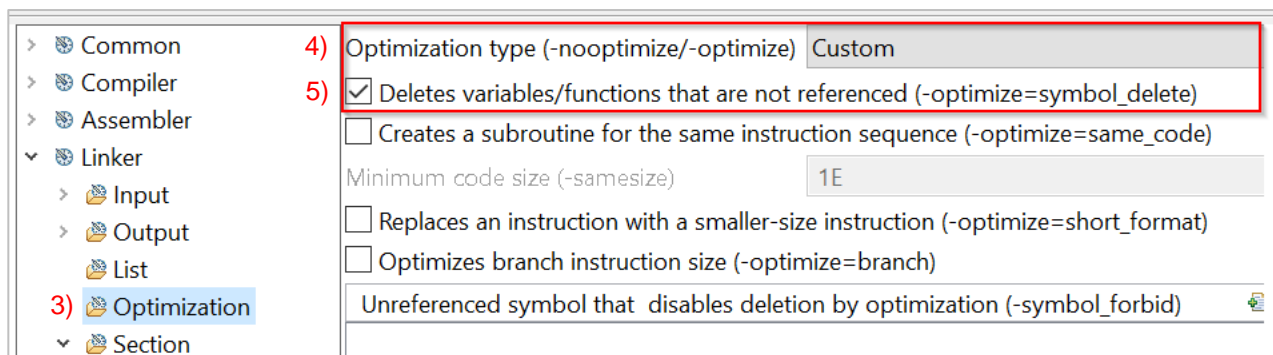 Common
Compiler
Assembler
Linker
Input
Output
List
3) Optimization
Section
4) Optimization type (-nooptimize/-optimize) Custom
5) Deletes variables/functions that are not referenced (-optimize=symbol_delete)
Creates a subroutine for the same instruction sequence (-optimize=same_code)
Minimum code size (-samesize) 1E
Replaces an instruction with a smaller-size instruction (-optimize=short_format)
Optimizes branch instruction size (-optimize=branch)
Unreferenced symbol that disables deletion by optimization (-symbol_forbid)